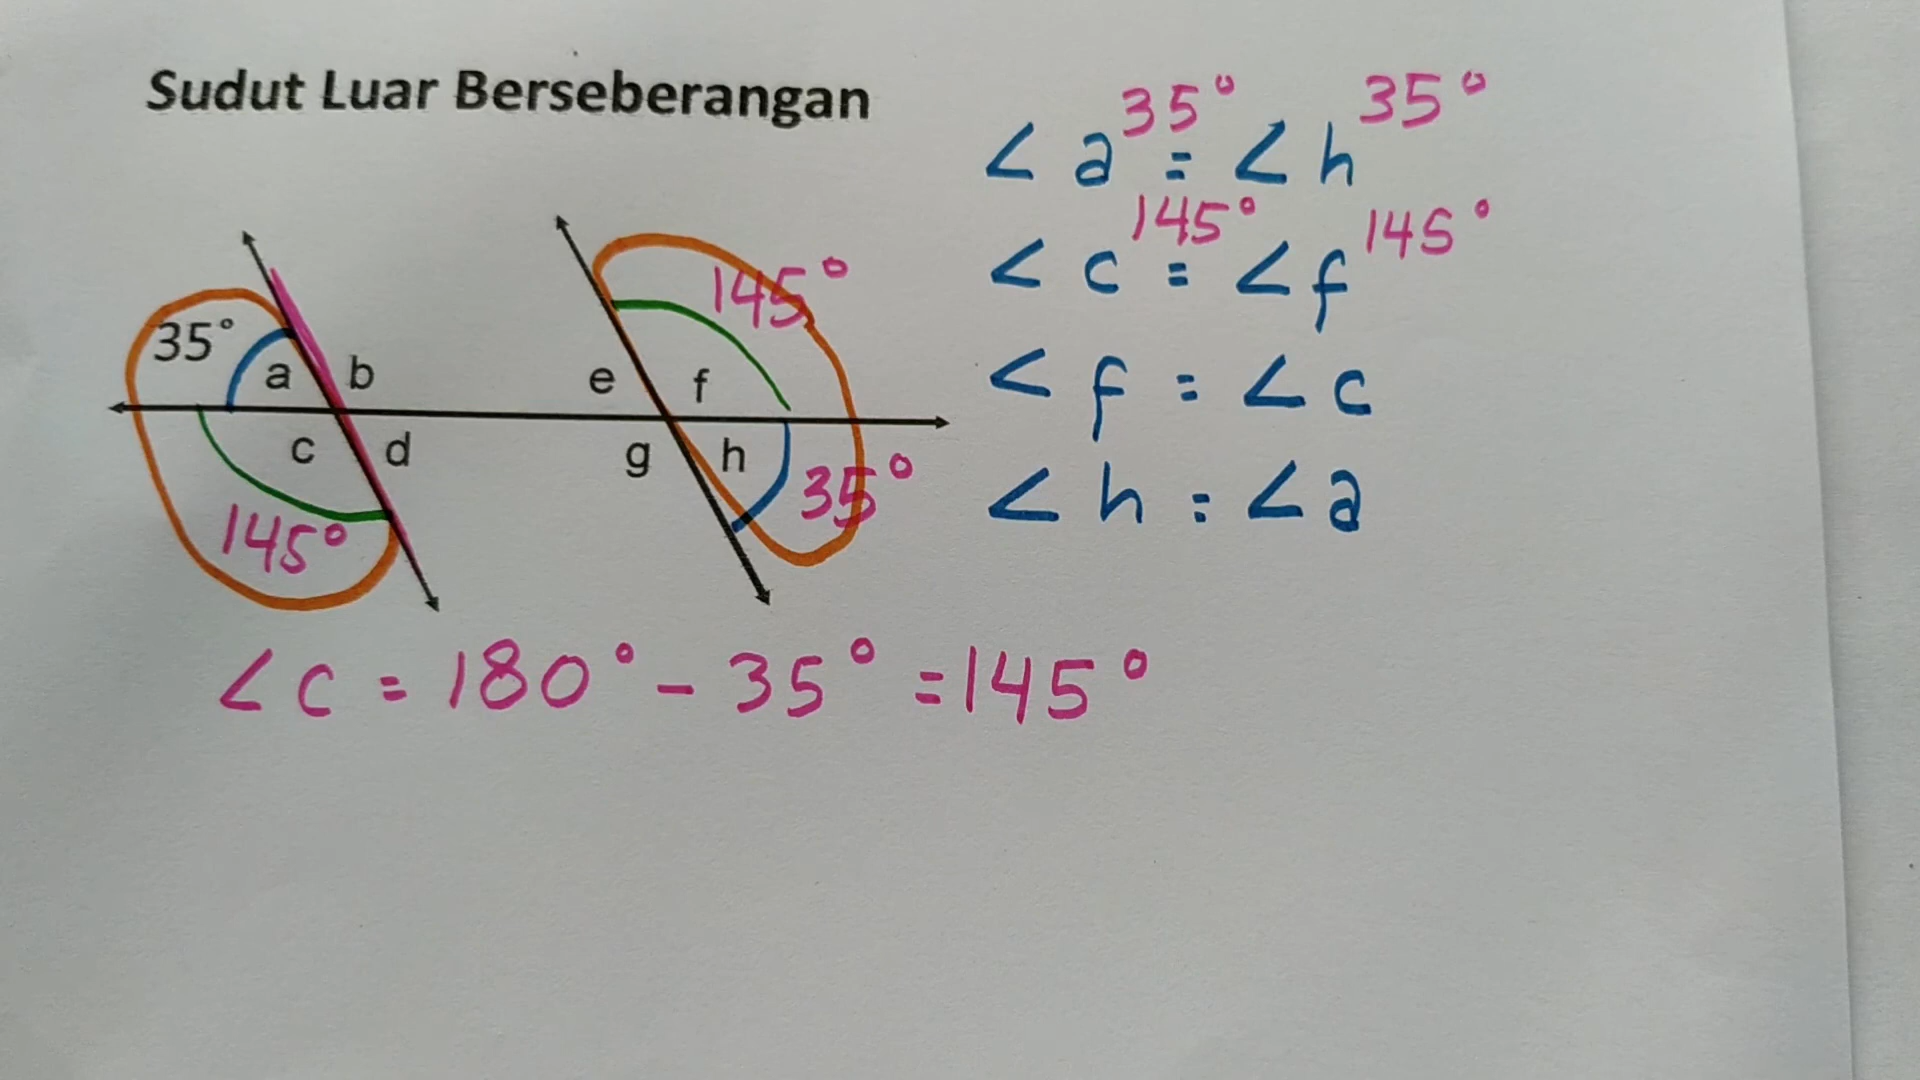 Sudut Luar Berseberangan
∠a 35° = ∠h 35°
∠c 145° = ∠f 145°
∠f = ∠c
∠h = ∠a
35°
145°
a b e f
c d g h
145°
35°
∠c = 180° - 35° = 145°